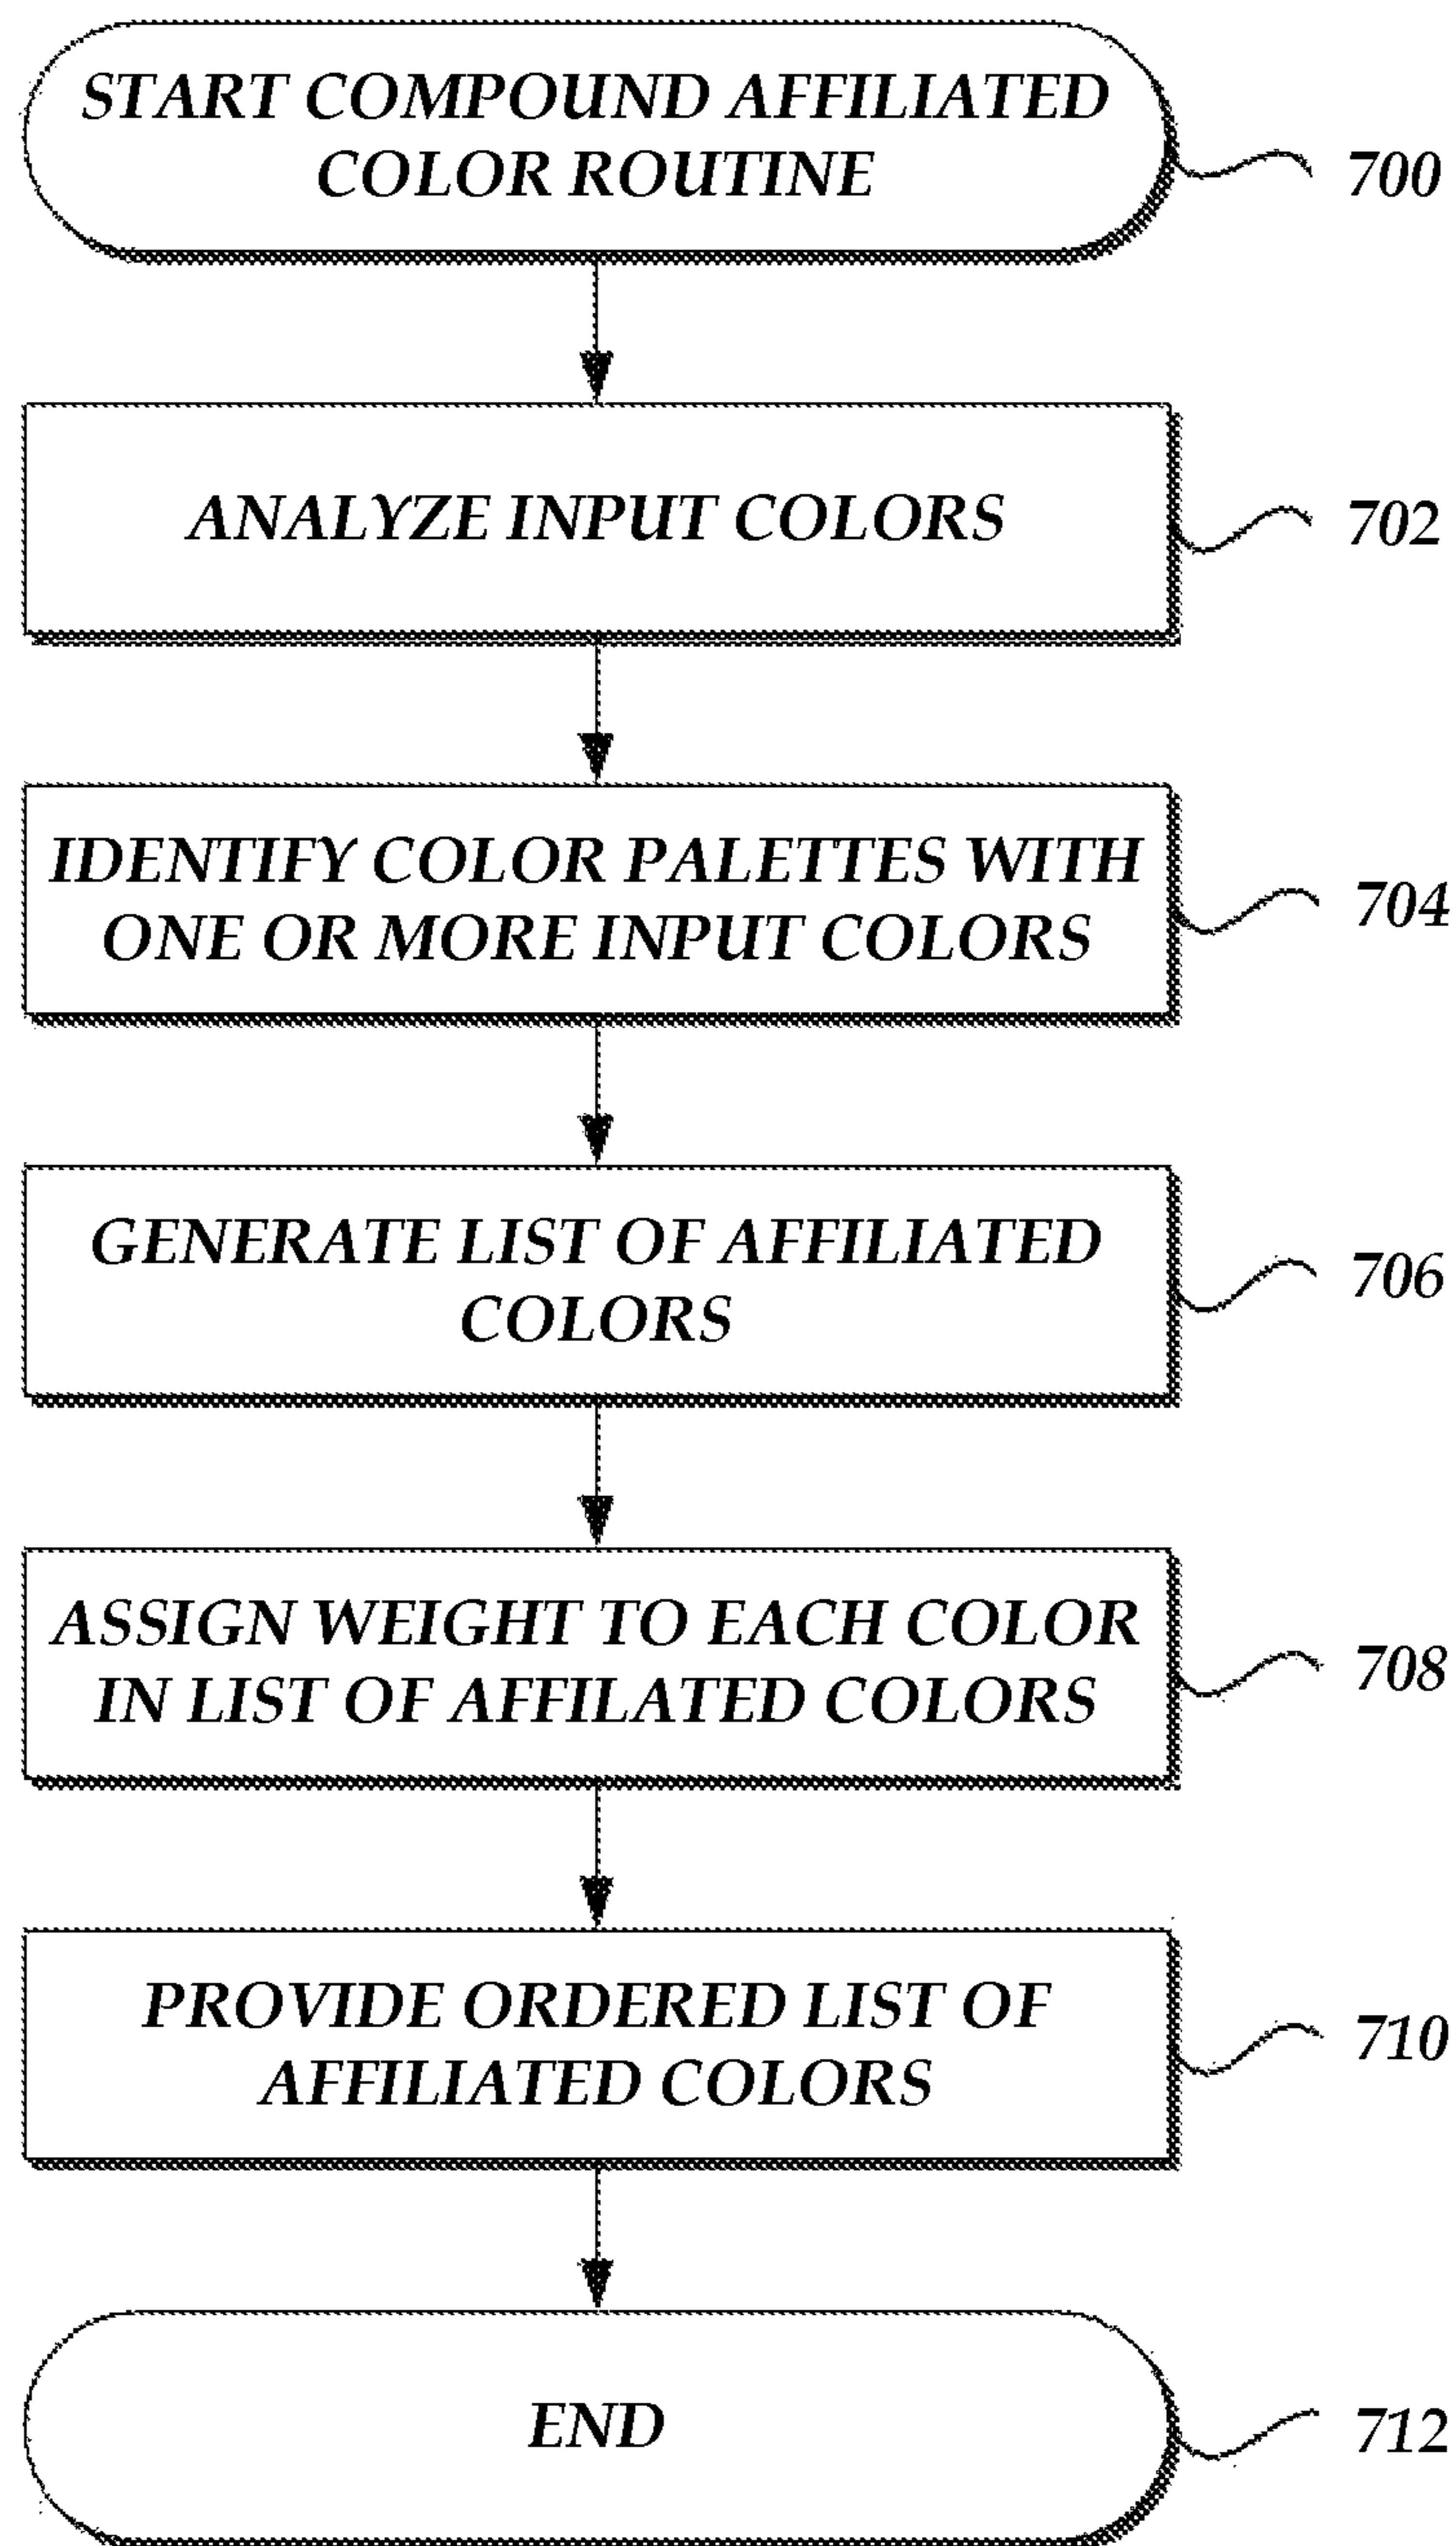 START COMPOUND AFFILIATED
COLOR ROUTINE
700
ANALYZE INPUT COLORS
702
IDENTIFY COLOR PALETTES WITH
ONE OR MORE INPUT COLORS
704
GENERATE LIST OF AFFILIATED
COLORS
706
ASSIGN WEIGHT TO EACH COLOR
IN LIST OF AFFILATED COLORS
708
PROVIDE ORDERED LIST OF
AFFILIATED COLORS
710
END
712